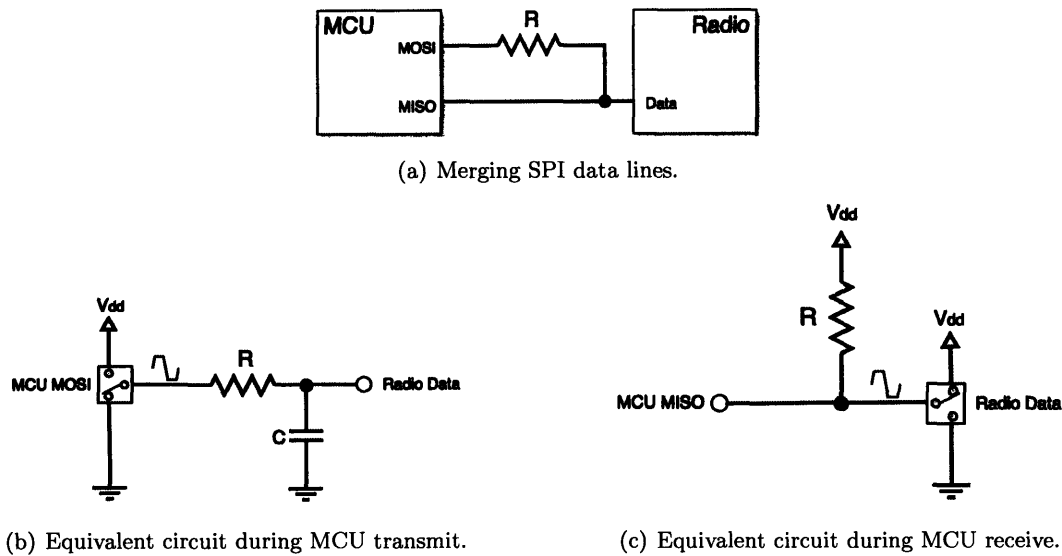 MCU
R
Radio
MOSI
MISO
Data
(a) Merging SPI data lines.
Vdd
MCU MOSI
R
Radio Data
C
(b) Equivalent circuit during MCU transmit.
Vdd
R
Vdd
MCU MISO
Radio Data
(c) Equivalent circuit during MCU receive.